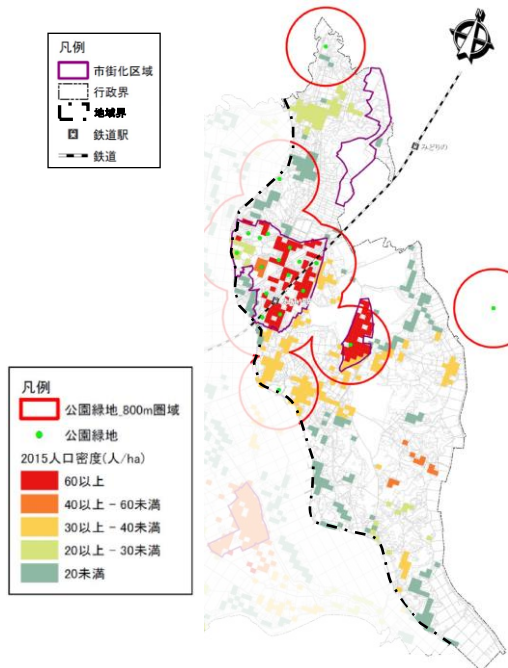 凡例
市街化区域
行政界
地域界
鉄道駅
鉄道
みどりの
凡例
公園緑地_800m圏域
公園緑地
2015人口密度(人/ha)
60以上
40以上 - 60未満
30以上 - 40未満
20以上 - 30未満
20未満